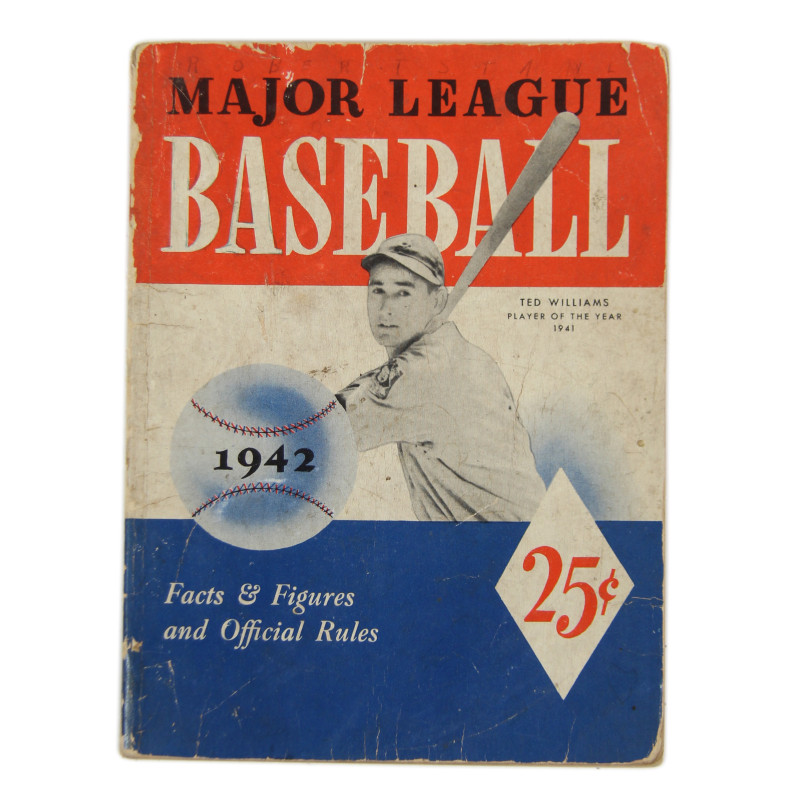 MAJOR LEAGUE
BASEBALL
TED WILLIAMS
PLAYER OF THE YEAR
1941
1942
25¢
Facts & Figures
and Official Rules